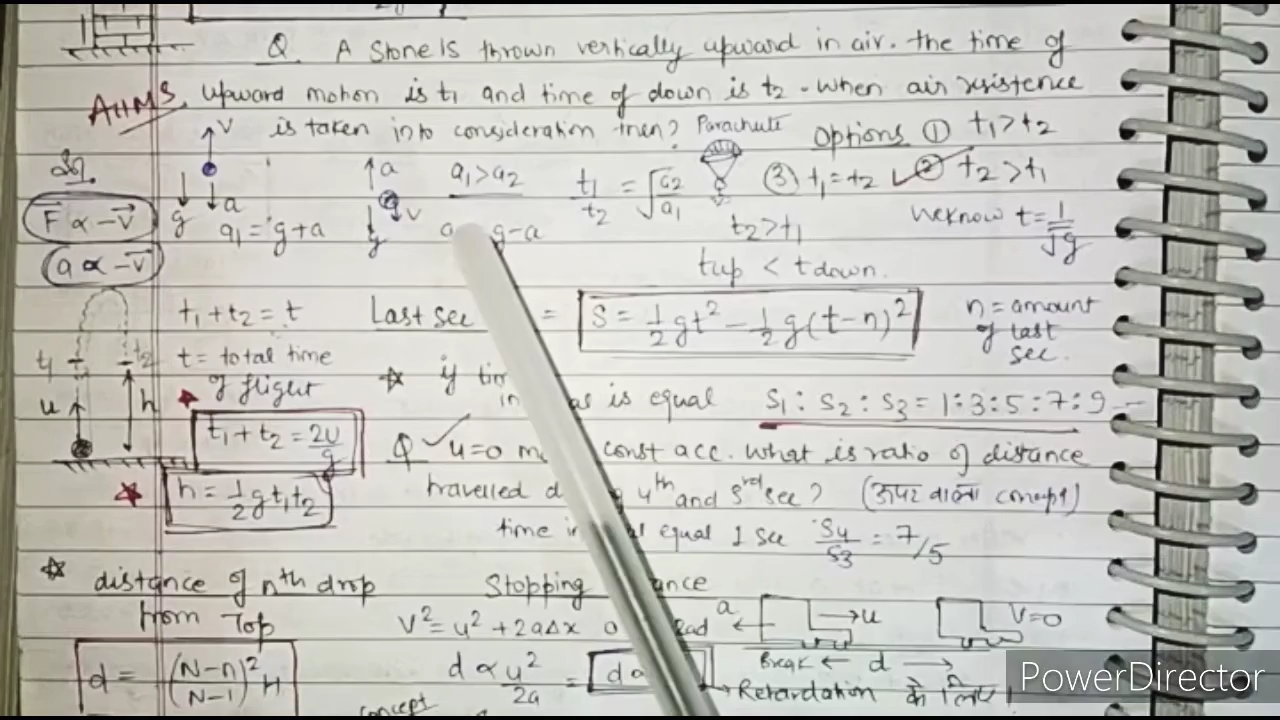 Q. A stone is thrown vertically upward in air. the time of
AIIMS. upward motion is t₁ and time of down is t₂. when air resistence
is taken into consideration then? Parachute Options ① t₁ > t₂
Sol. V a a₁ > a₂ t₁/t₂ = √(a₂/a₁) ③ t₁ = t₂ ✓② t₂ > t₁
F⃗ ∝ -V⃗ g a a₁ = g+a g V a g-a t₂ > t₁ we know t = 1/√g
a ∝ -V⃗ tup < tdown.
t₁ + t₂ = t Last sec = S = 1/2 gt² - 1/2 g(t-n)² n = amount of last sec.
t₁ t₂ t = total time of flight
u h ☆ if is equal S₁ : S₂ : S₃ = 1 : 3 : 5 : 7 : 9 --
t₁ + t₂ = 2u/g
Q ✓ u=0 const acc. what is ratio of distance
h = 1/2 g t₁t₂ travelled 4th and 3rd sec? (ऊपर वाला concept)
time equal 1 sec S₄/S₃ = 7/5
☆ distance of nth drop from Top Stopping
V² = u² + 2aΔx a u V=0
d = (N-n/N-1)² H d ∝ u²/2a = d Break ← d →
Retardation के लिए
concept
PowerDirector